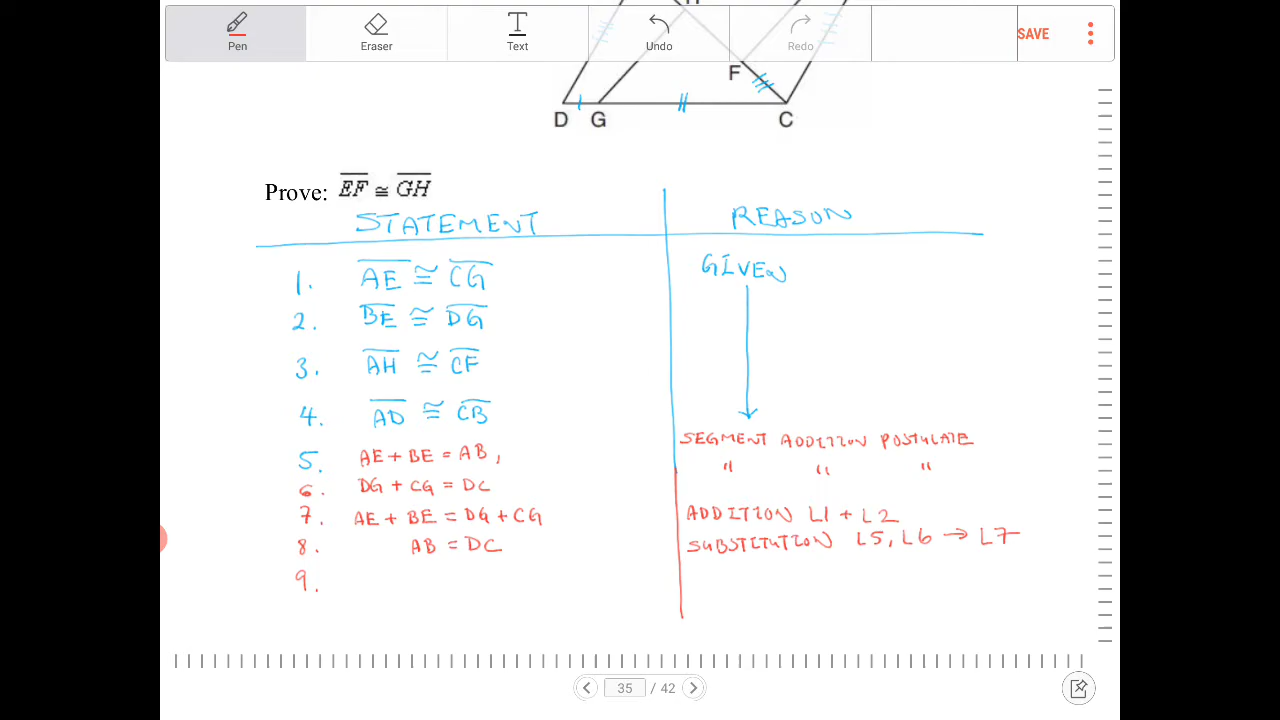 Pen
Eraser
Text
Undo
Redo
SAVE
F
D G C
Prove: EF ≅ GH
STATEMENT REASON
1. AE ≅ CG GIVEN
2. BE ≅ DG
3. AH ≅ CF
4. AD ≅ CB
5. AE + BE = AB, SEGMENT ADDITION POSTULATE
6. DG + CG = DC " " "
7. AE + BE = DG + CG ADDITION L1 + L2
8. AB = DC SUBSTITUTION L5, L6 → L7
9.
35 / 42